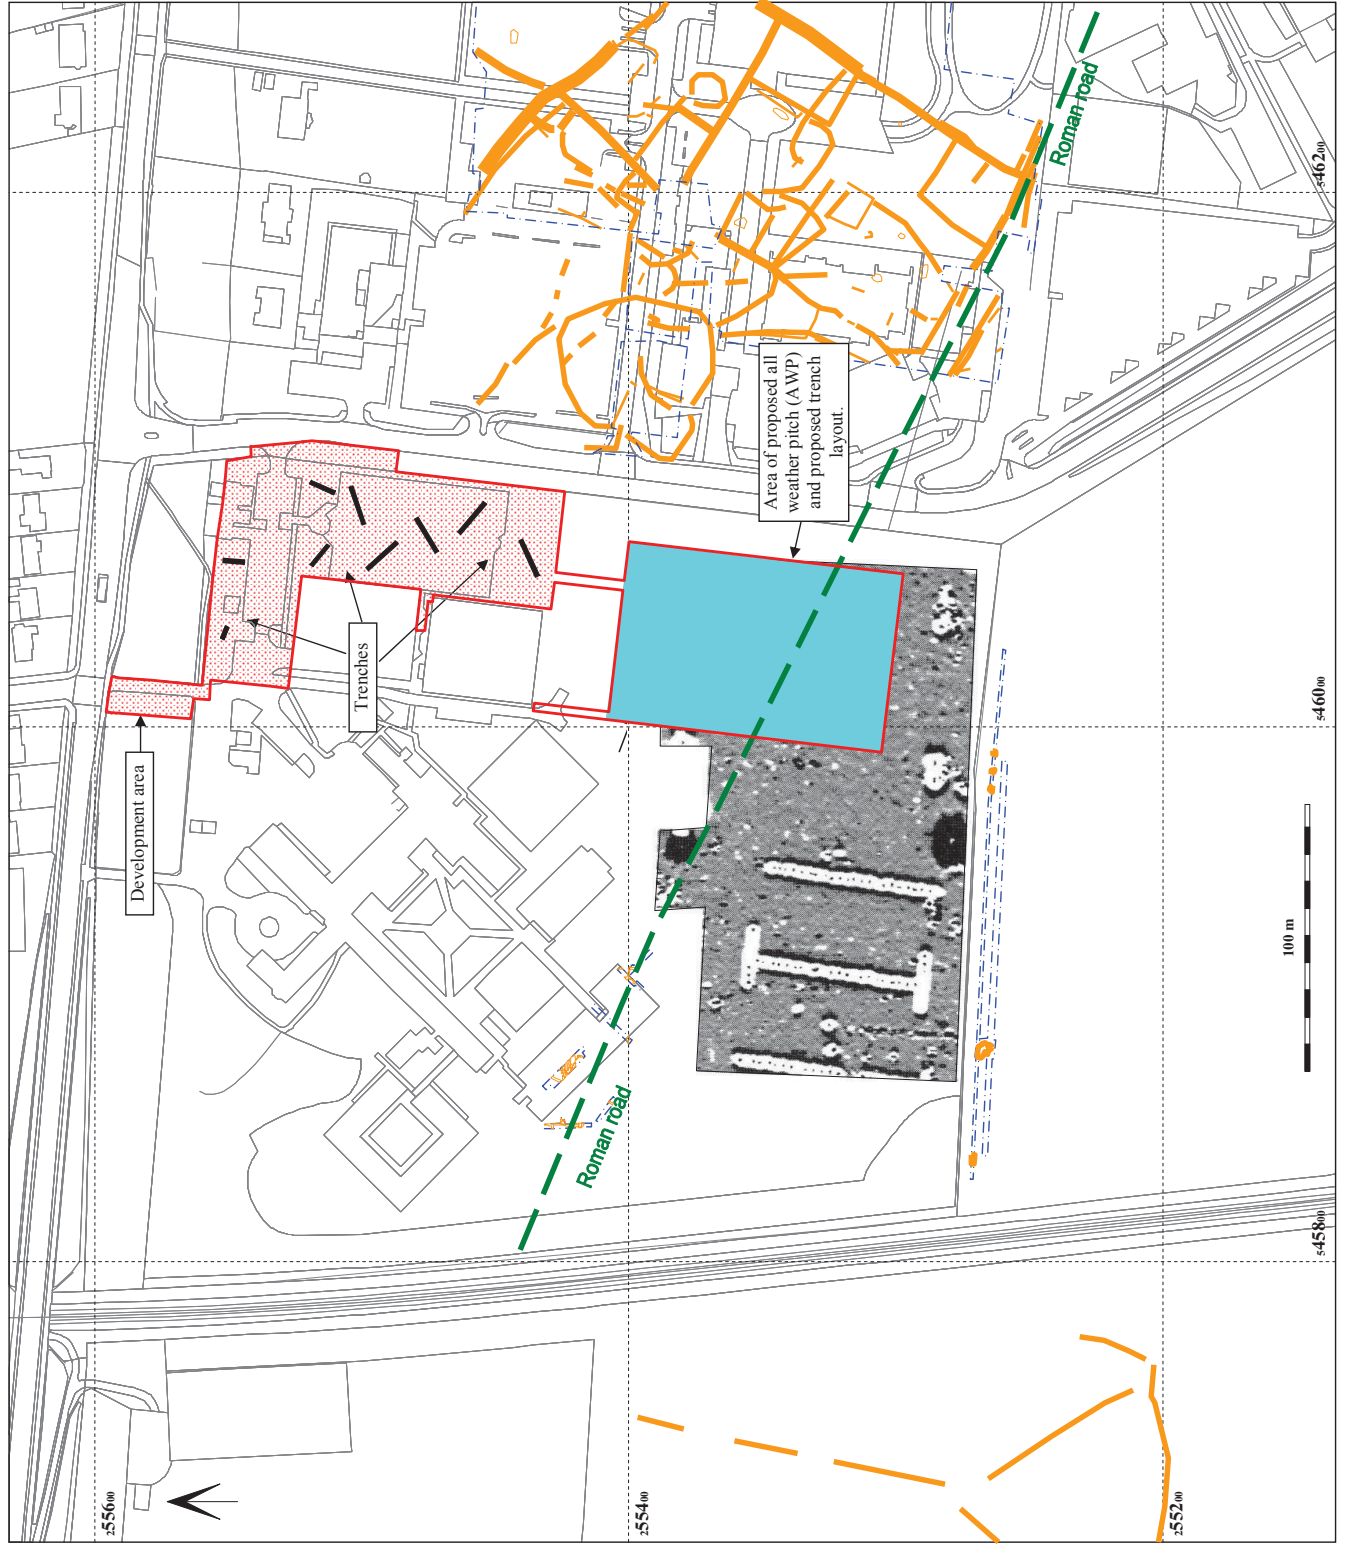 Roman road
Area of proposed all
weather pitch (AWP)
and proposed trench
layout.
Trenches
Development area
Roman road
100 m
546200
546000
545800
255600
255400
255200